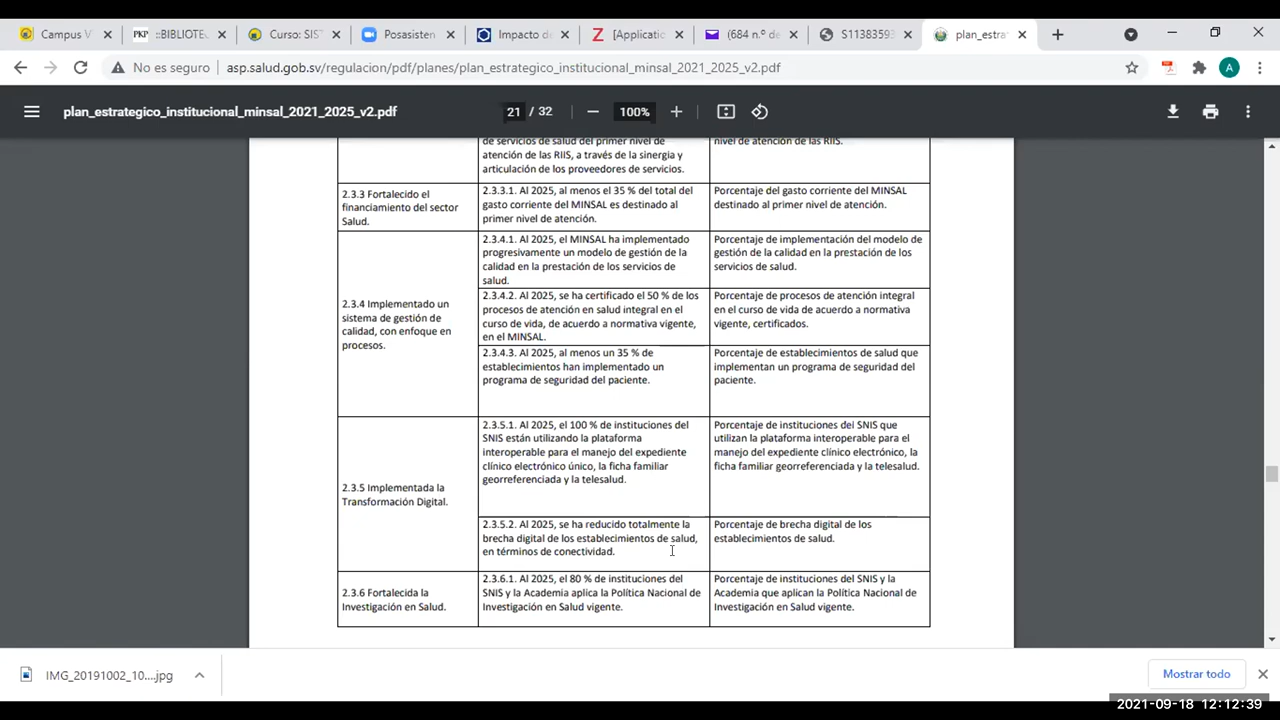 Campus V
::BIBLIOTE
Curso: SIS
Posasisten
Impacto de
[Applicatio
(684 n.º de
S11383593
plan_estra
No es seguro
asp.salud.gob.sv/regulacion/pdf/planes/plan_estrategico_institucional_minsal_2021_2025_v2.pdf
A
plan_estrategico_institucional_minsal_2021_2025_v2.pdf
21 / 32
100%
de servicios de salud del primer nivel de
atención de las RIIS, a través de la sinergia y
articulación de los proveedores de servicios.
nivel de atención de las RIIS.
2.3.3 Fortalecido el
financiamiento del sector
Salud.
2.3.3.1. Al 2025, al menos el 35 % del total del
gasto corriente del MINSAL es destinado al
primer nivel de atención.
Porcentaje del gasto corriente del MINSAL
destinado al primer nivel de atención.
2.3.4 Implementado un
sistema de gestión de
calidad, con enfoque en
procesos.
2.3.4.1. Al 2025, el MINSAL ha implementado
progresivamente un modelo de gestión de la
calidad en la prestación de los servicios de
salud.
Porcentaje de implementación del modelo de
gestión de la calidad en la prestación de los
servicios de salud.
2.3.4.2. Al 2025, se ha certificado el 50 % de los
procesos de atención en salud integral en el
curso de vida, de acuerdo a normativa vigente,
en el MINSAL.
Porcentaje de procesos de atención integral
en el curso de vida de acuerdo a normativa
vigente, certificados.
2.3.4.3. Al 2025, al menos un 35 % de
establecimientos han implementado un
programa de seguridad del paciente.
Porcentaje de establecimientos de salud que
implementan un programa de seguridad del
paciente.
2.3.5 Implementada la
Transformación Digital.
2.3.5.1. Al 2025, el 100 % de instituciones del
SNIS están utilizando la plataforma
interoperable para el manejo del expediente
clínico electrónico único, la ficha familiar
georreferenciada y la telesalud.
Porcentaje de instituciones del SNIS que
utilizan la plataforma interoperable para el
manejo del expediente clínico electrónico, la
ficha familiar georreferenciada y la telesalud.
2.3.5.2. Al 2025, se ha reducido totalmente la
brecha digital de los establecimientos de salud,
en términos de conectividad.
Porcentaje de brecha digital de los
establecimientos de salud.
2.3.6 Fortalecida la
Investigación en Salud.
2.3.6.1. Al 2025, el 80 % de instituciones del
SNIS y la Academia aplica la Política Nacional de
Investigación en Salud vigente.
Porcentaje de instituciones del SNIS y la
Academia que aplican la Política Nacional de
Investigación en Salud vigente.
IMG_20191002_10....jpg
Mostrar todo
2021-09-18 12:12:39